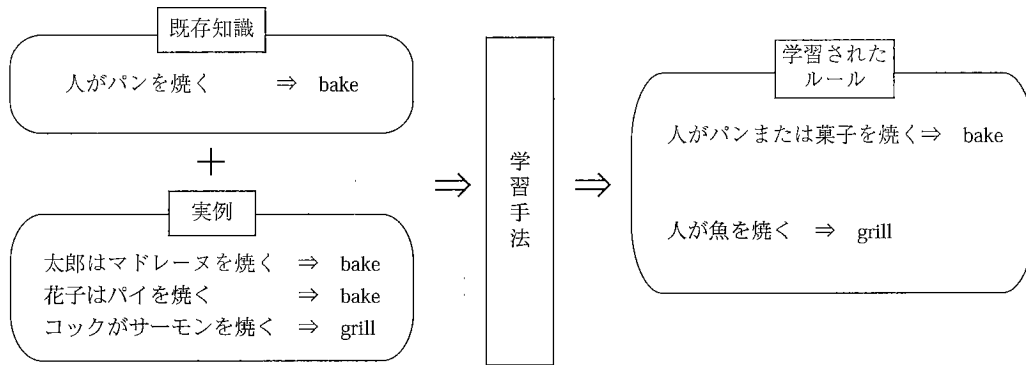 既存知識
人がパンを焼く ⇒ bake
+
実例
太郎はマドレーヌを焼く ⇒ bake
花子はパイを焼く ⇒ bake
コックがサーモンを焼く ⇒ grill
⇒
学習手法
⇒
学習された
ルール
人がパンまたは菓子を焼く⇒ bake
人が魚を焼く ⇒ grill